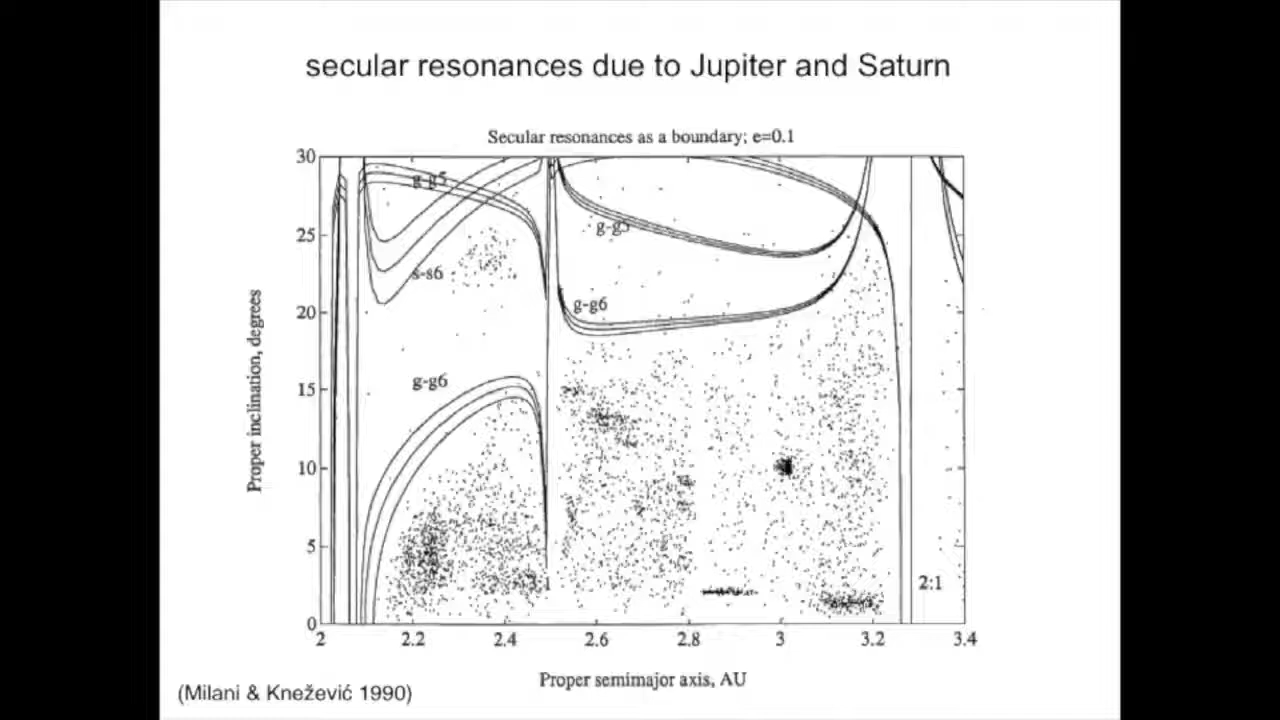 secular resonances due to Jupiter and Saturn
Secular resonances as a boundary; e=0.1
30
25
20
15
10
5
0
Proper inclination, degrees
g-g5
s-s6
g-g6
g-g5
g-g6
3:1
2:1
2
2.2
2.4
2.6
2.8
3
3.2
3.4
Proper semimajor axis, AU
(Milani & Knežević 1990)